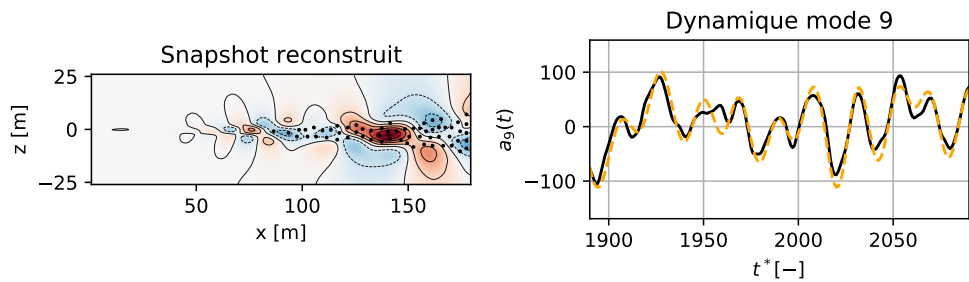 Snapshot reconstruit
25
0
−25
z [m]
50
100
150
x [m]
Dynamique mode 9
100
0
−100
a₉(t)
1900
1950
2000
2050
t* [−]